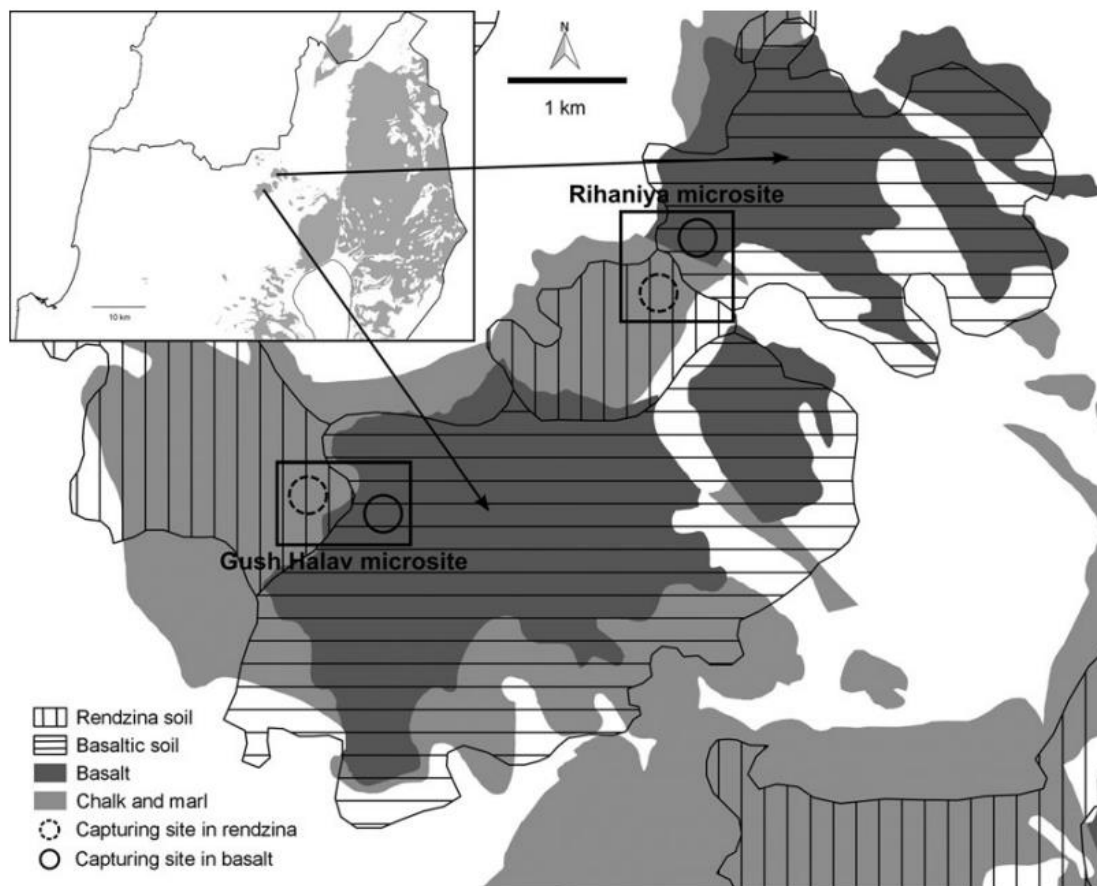 N
1 km
10 km
Rihaniya microsite
Gush Halav microsite
Rendzina soil
Basaltic soil
Basalt
Chalk and marl
Capturing site in rendzina
Capturing site in basalt